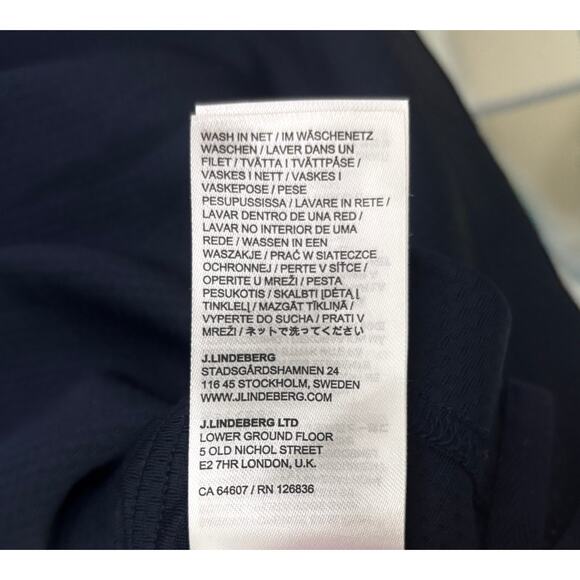 WASH IN NET / IM WÄSCHENETZ
WASCHEN / LAVER DANS UN
FILET / TVÄTTA I TVÄTTPÅSE /
VASKES I NETT / VASKES I
VASKEPOSE / PESE
PESUPUSSISSA / LAVARE IN RETE /
LAVAR DENTRO DE UNA RED /
LAVAR NO INTERIOR DE UMA
REDE / WASSEN IN EEN
WASZAKJE / PRAĆ W SIATECZCE
OCHRONNEJ / PERTE V SÍŤCE /
OPERITE U MREŽI / PESTA
PESUKOTIS / SKALBTI ĮDĖTĄ Į
TINKLELĮ / MAZGĀT TĪKLIŅĀ /
VYPERTE DO SUCHA / PRATI V
MREŽI / ネットで洗ってください
J.LINDEBERG
STADSGÅRDSHAMNEN 24
116 45 STOCKHOLM, SWEDEN
WWW.JLINDEBERG.COM
J.LINDEBERG LTD
LOWER GROUND FLOOR
5 OLD NICHOL STREET
E2 7HR LONDON, U.K.
CA 64607 / RN 126836